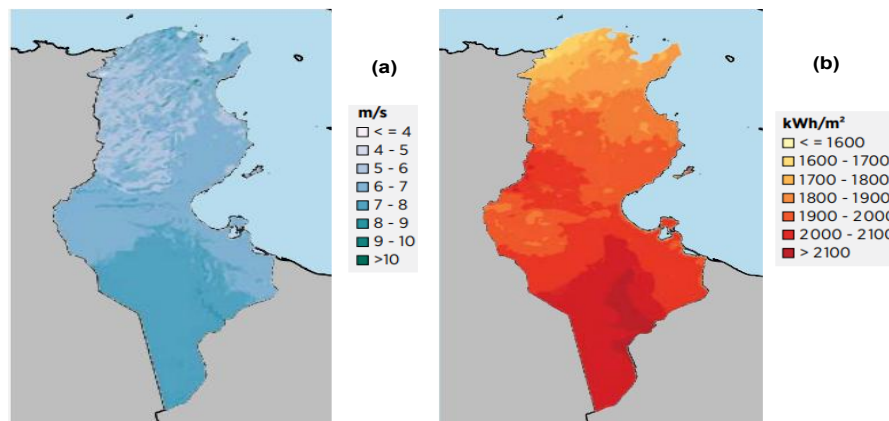 (a)
m/s
< = 4
4 - 5
5 - 6
6 - 7
7 - 8
8 - 9
9 - 10
>10
(b)
kWh/m²
< = 1600
1600 - 1700
1700 - 1800
1800 - 1900
1900 - 2000
2000 - 2100
> 2100